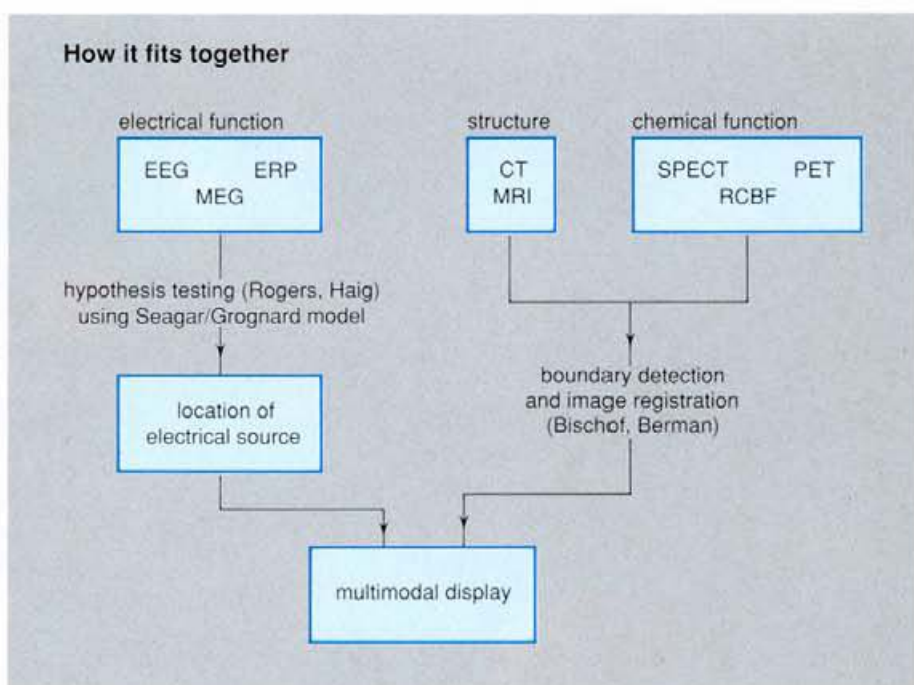 How it fits together
electrical function
EEG ERP
MEG
structure
CT
MRI
chemical function
SPECT PET
RCBF
hypothesis testing (Rogers, Haig)
using Seagar/Grognard model
location of
electrical source
boundary detection
and image registration
(Bischof, Berman)
multimodal display